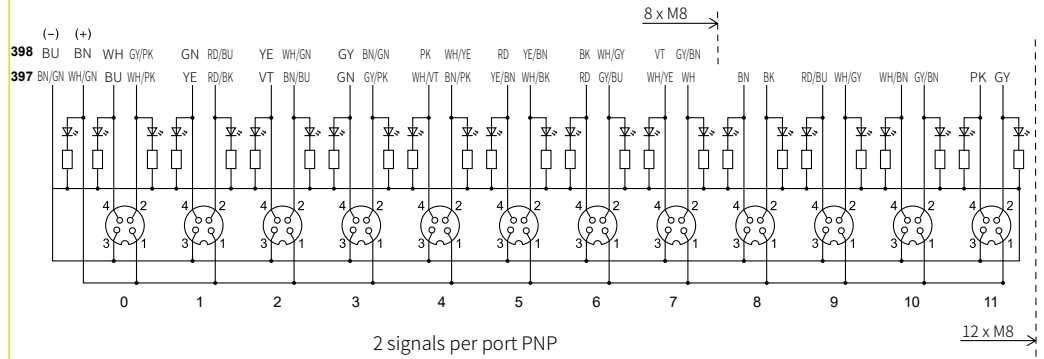 8 x M8
(–) (+)
398 BU BN WH GY/PK GN RD/BU YE WH/GN GY BN/GN PK WH/YE RD YE/BN BK WH/GY VT GY/BN
397 BN/GN WH/GN BU WH/PK YE RD/BK VT BN/BU GN GY/PK WH/VT BN/PK YE/BN WH/BK RD GY/BU WH/YE WH BN BK RD/BU WH/GY WH/BN GY/BN PK GY
4 2 4 2 4 2 4 2 4 2 4 2 4 2 4 2 4 2 4 2 4 2 4 2
3 1 3 1 3 1 3 1 3 1 3 1 3 1 3 1 3 1 3 1 3 1 3 1
0 1 2 3 4 5 6 7 8 9 10 11
2 signals per port PNP
12 x M8